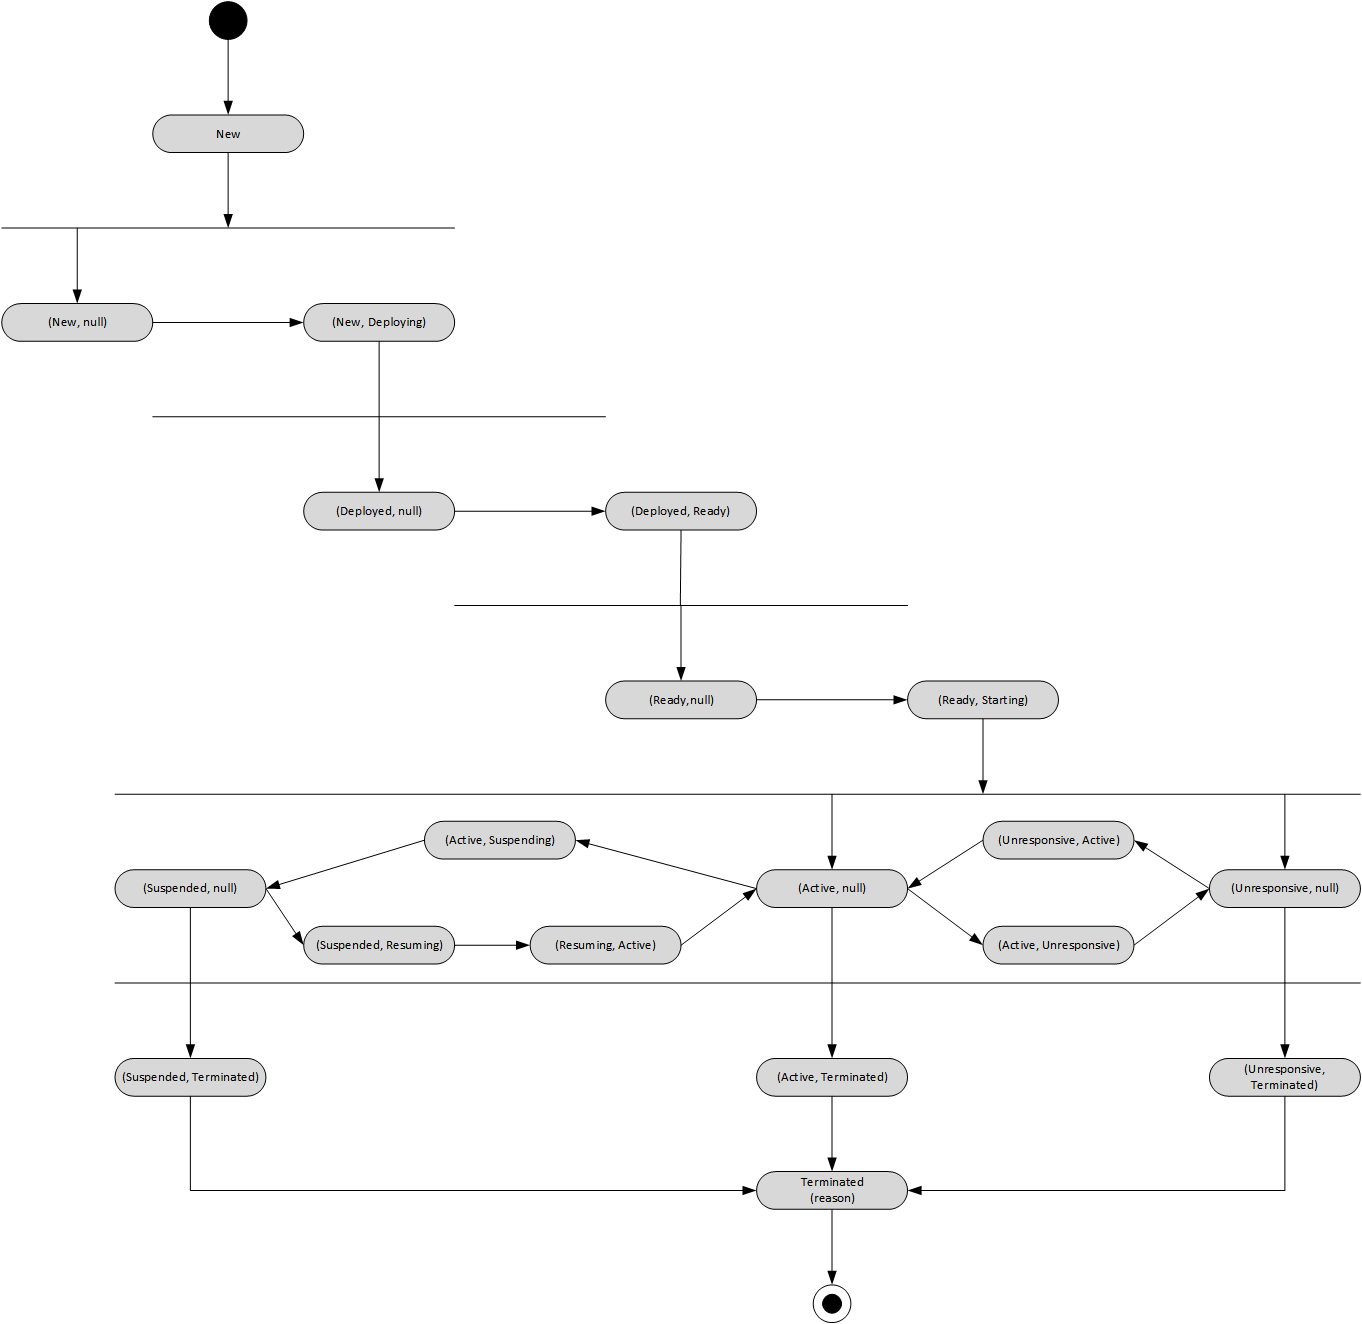 New
(New, null)
(New, Deploying)
(Deployed, null)
(Deployed, Ready)
(Ready,null)
(Ready, Starting)
(Active, Suspending)
(Unresponsive, Active)
(Suspended, null)
(Active, null)
(Unresponsive, null)
(Suspended, Resuming)
(Resuming, Active)
(Active, Unresponsive)
(Suspended, Terminated)
(Active, Terminated)
(Unresponsive,
Terminated)
Terminated
(reason)